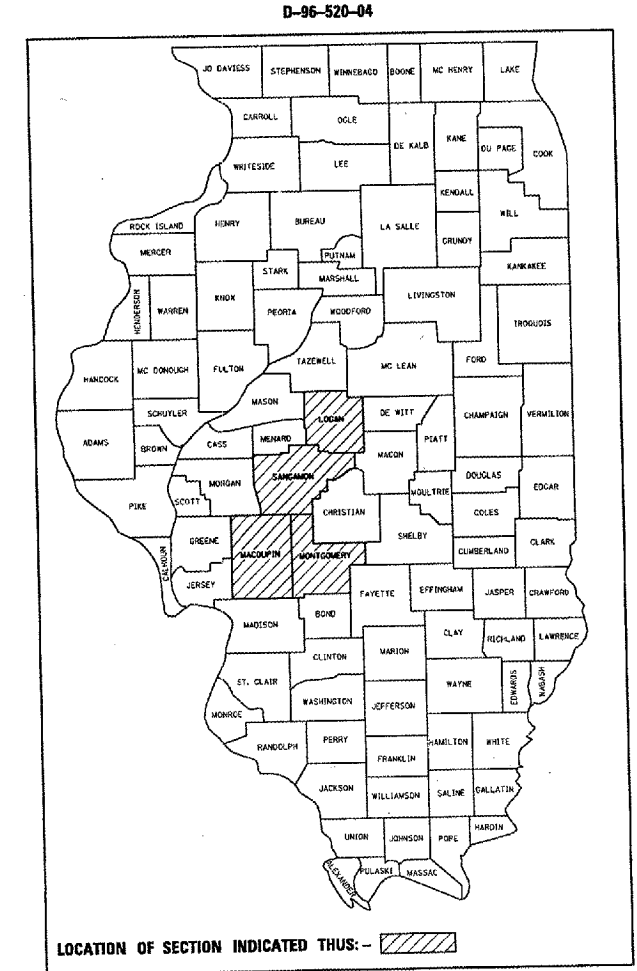 D-96-520-04
JO DAVIESS STEPHENSON WINNEBAGO BOONE MC HENRY LAKE
CARROLL OGLE DE KALB KANE DU PAGE COOK
WHITESIDE LEE
KENDALL WILL
ROCK ISLAND HENRY BUREAU LA SALLE GRUNDY
MERCER PUTNAM
STARK MARSHALL KANKAKEE
HENDERSON WARREN KNOX PEORIA WOODFORD LIVINGSTON IROQUOIS
TAZEWELL MC LEAN FORD
HANCOCK MC DONOUGH FULTON
MASON
SCHUYLER LOGAN DE WITT CHAMPAIGN VERMILION
ADAMS BROWN CASS MENARD MACON PIATT
SANGAMON DOUGLAS
PIKE SCOTT MORGAN MOULTRIE EDGAR
CHRISTIAN COLES
GREENE SHELBY
CALHOUN MACOUPIN MONTGOMERY CUMBERLAND CLARK
JERSEY
FAYETTE EFFINGHAM JASPER CRAWFORD
MADISON BOND
CLAY RICHLAND LAWRENCE
CLINTON MARION
ST. CLAIR WAYNE EDWARDS WABASH
WASHINGTON JEFFERSON
MONROE
RANDOLPH PERRY HAMILTON WHITE
FRANKLIN
JACKSON WILLIAMSON SALINE GALLATIN
UNION JOHNSON POPE HARDIN
ALEXANDER PULASKI MASSAC
LOCATION OF SECTION INDICATED THUS: –